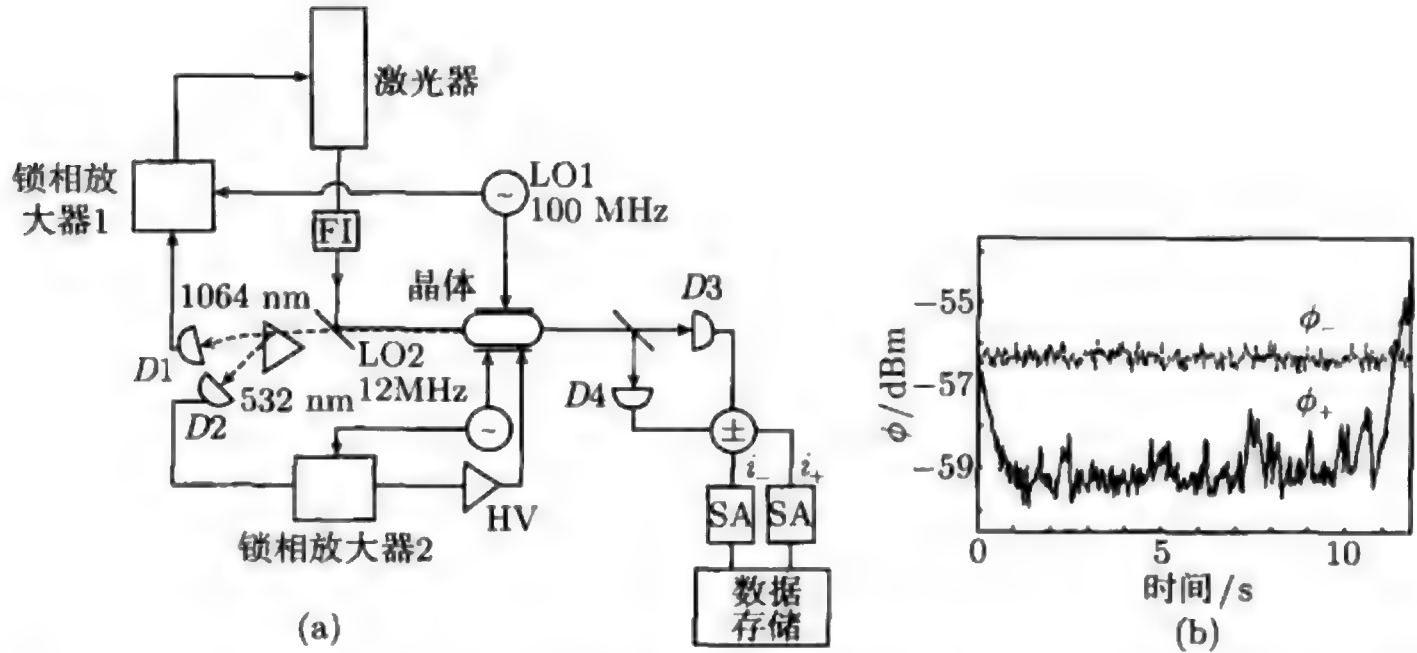 激光器
锁相放
大器1
LO1
100 MHz
FI
晶体
1064 nm
D3
D1
LO2
12MHz
532 nm
D2
D4
~
~
±
i₋
i₊
HV
SA
SA
锁相放大器2
数据
存储
(a)
ϕ/dBm
−55
−57
−59
ϕ₋
ϕ₊
0
5
10
时间/s
(b)